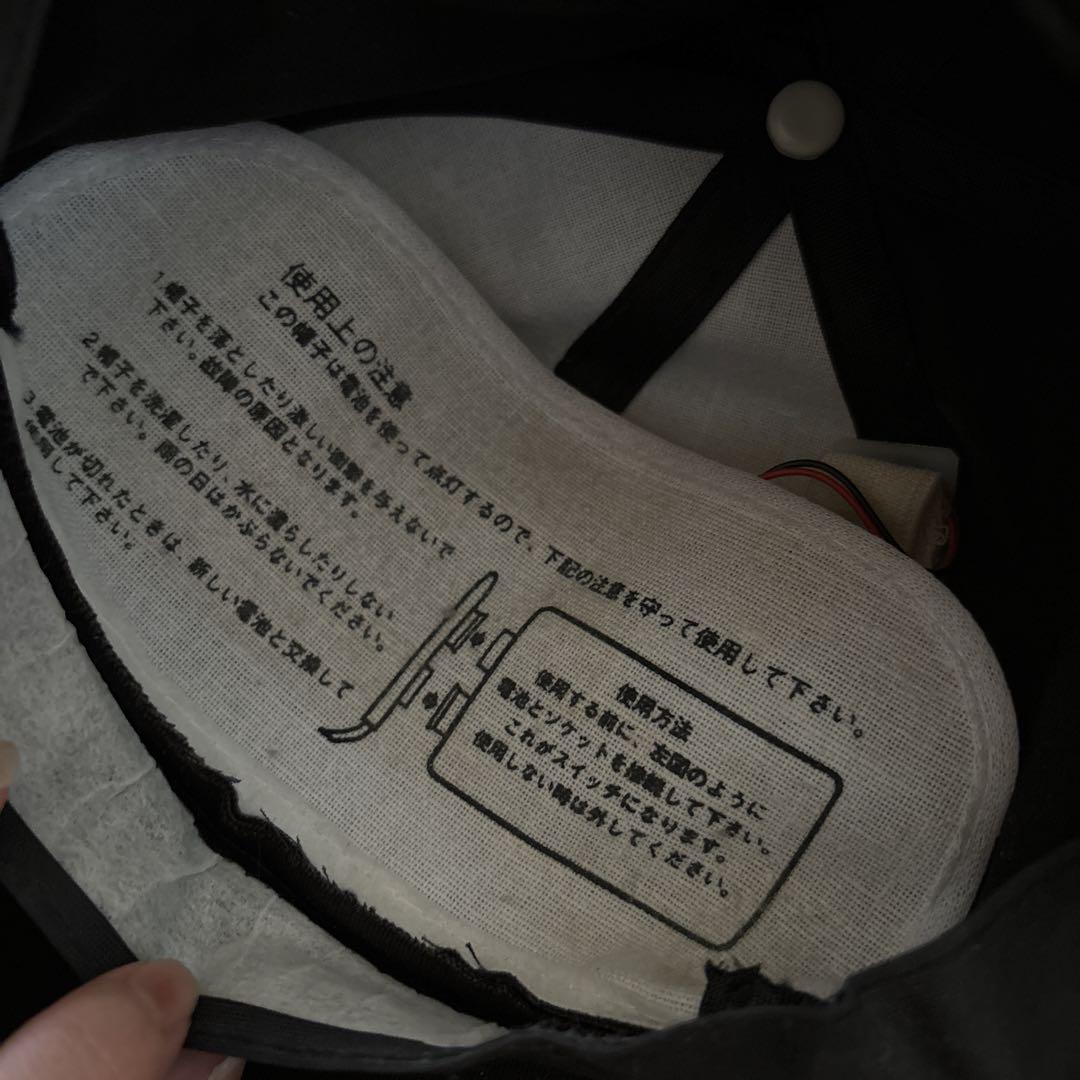 使用上の注意
この帽子は電池を使って点灯するので、下記の注意を守って使用して下さい。
1.帽子を落としたり激しい衝撃を与えないで
下さい。故障の原因となります。
2.帽子を洗濯したり、水に濡らしたりしない
で下さい。雨の日はかぶらないでください。
3.電池が切れたときは、新しい電池と交換して
使用して下さい。
使用方法
使用する前に、左図のように
電池とソケットを接続して下さい。
これがスイッチになります。
使用しない時は外してください。